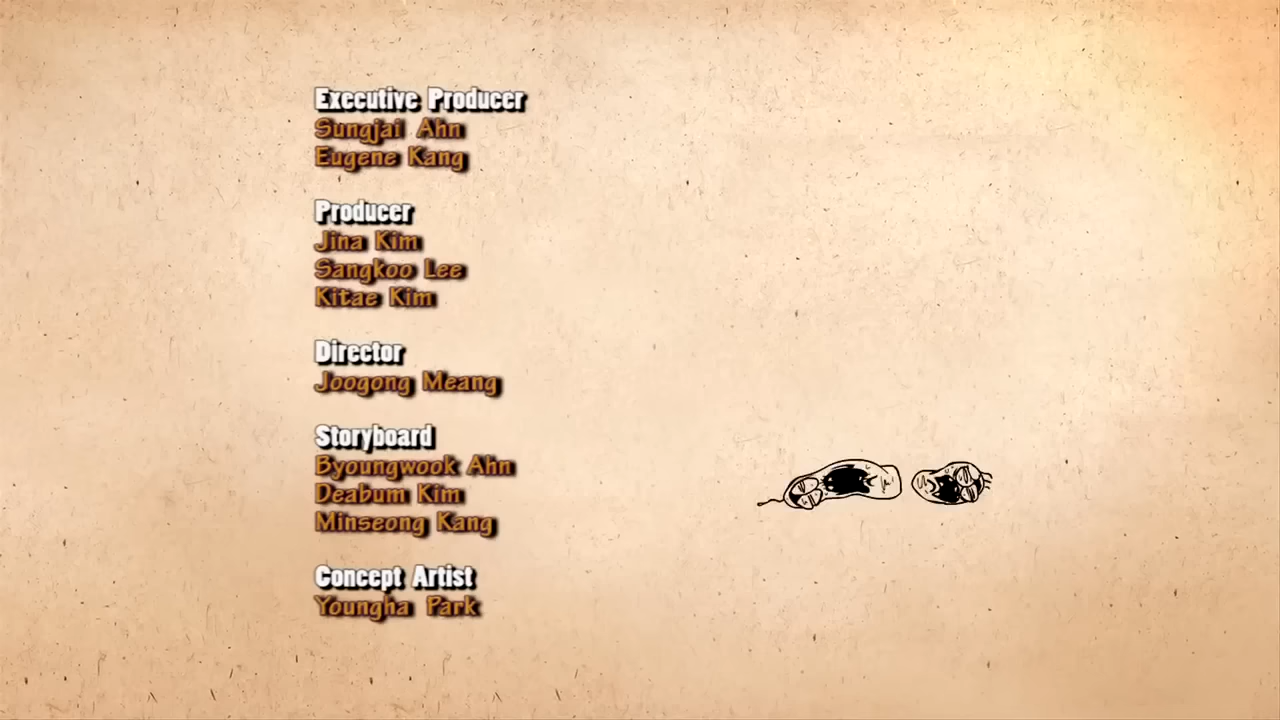 Executive Producer
Sungjai Ahn
Eugene Kang
Producer
Jina Kim
Sangkoo Lee
Kitae Kim
Director
Joogong Meang
Storyboard
Byoungwook Ahn
Deabum Kim
Minseong Kang
Concept Artist
Youngha Park